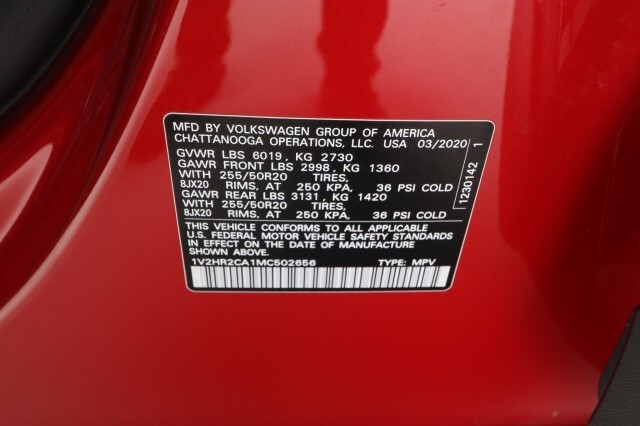 MFD BY VOLKSWAGEN GROUP OF AMERICA
CHATTANOOGA OPERATIONS, LLC. USA 03/2020
GVWR LBS 6019, KG 2730
GAWR FRONT LBS 2998, KG 1360
WITH 255/50R20 TIRES,
8JX20 RIMS, AT 250 KPA, 36 PSI COLD
GAWR REAR LBS 3131, KG 1420
WITH 255/50R20 TIRES,
8JX20 RIMS, AT 250 KPA, 36 PSI COLD
THIS VEHICLE CONFORMS TO ALL APPLICABLE
U.S. FEDERAL MOTOR VEHICLE SAFETY STANDARDS
IN EFFECT ON THE DATE OF MANUFACTURE
SHOWN ABOVE.
1V2HR2CA1MC502656 TYPE: MPV
1230142 1